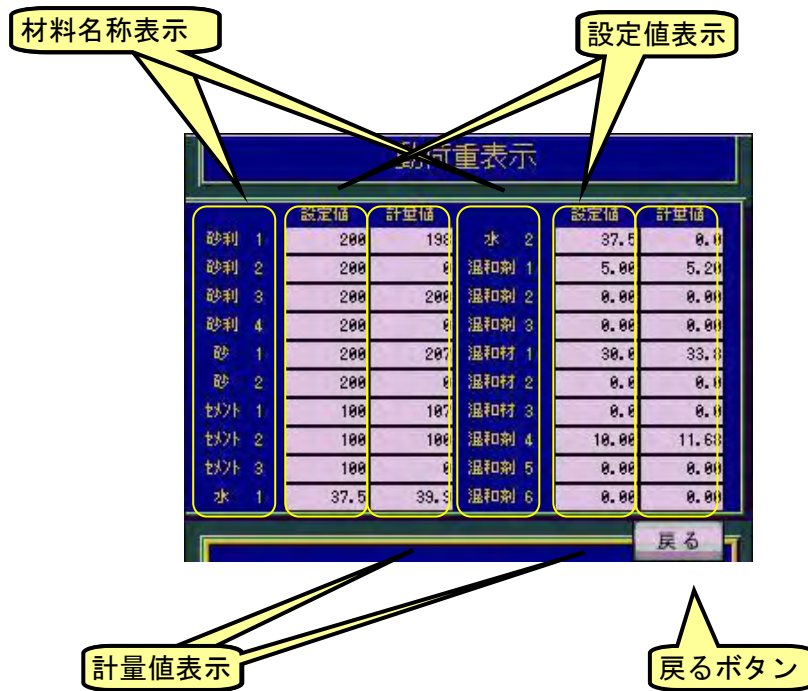 材料名称表示
設定値表示
動荷重表示
設定値 計量値 設定値 計量値
砂利 1 200 198 水 2 37.5 0.0
砂利 2 200 0 混和剤 1 5.00 5.20
砂利 3 200 200 混和剤 2 0.00 0.00
砂利 4 200 0 混和剤 3 0.00 0.00
砂 1 200 207 混和材 1 30.0 33.8
砂 2 200 0 混和材 2 0.0 0.0
セメント 1 100 107 混和材 3 0.0 0.0
セメント 2 100 100 混和剤 4 10.00 11.68
セメント 3 100 0 混和剤 5 0.00 0.00
水 1 37.5 39.9 混和剤 6 0.00 0.00
戻る
計量値表示
戻るボタン